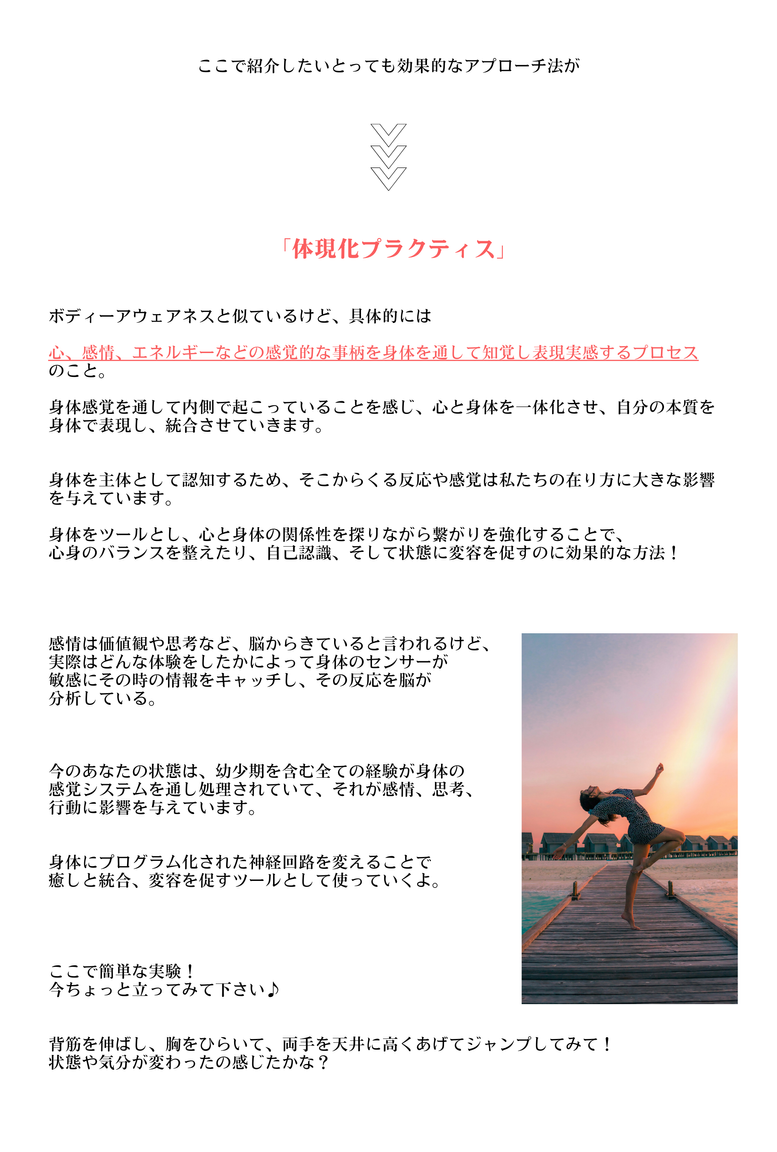 ここで紹介したいとっても効果的なアプローチ法が
「体現化プラクティス」
ボディーアウェアネスと似ているけど、具体的には
心、感情、エネルギーなどの感覚的な事柄を身体を通して知覚し表現実感するプロセス
のこと。
身体感覚を通して内側で起こっていることを感じ、心と身体を一体化させ、自分の本質を
身体で表現し、統合させていきます。
身体を主体として認知するため、そこからくる反応や感覚は私たちの在り方に大きな影響
を与えています。
身体をツールとし、心と身体の関係性を探りながら繋がりを強化することで、
心身のバランスを整えたり、自己認識、そして状態に変容を促すのに効果的な方法！
感情は価値観や思考など、脳からきていると言われるけど、
実際はどんな体験をしたかによって身体のセンサーが
敏感にその時の情報をキャッチし、その反応を脳が
分析している。
今のあなたの状態は、幼少期を含む全ての経験が身体の
感覚システムを通し処理されていて、それが感情、思考、
行動に影響を与えています。
身体にプログラム化された神経回路を変えることで
癒しと統合、変容を促すツールとして使っていくよ。
ここで簡単な実験！
今ちょっと立ってみて下さい♪
背筋を伸ばし、胸をひらいて、両手を天井に高くあげてジャンプしてみて！
状態や気分が変わったの感じたかな？